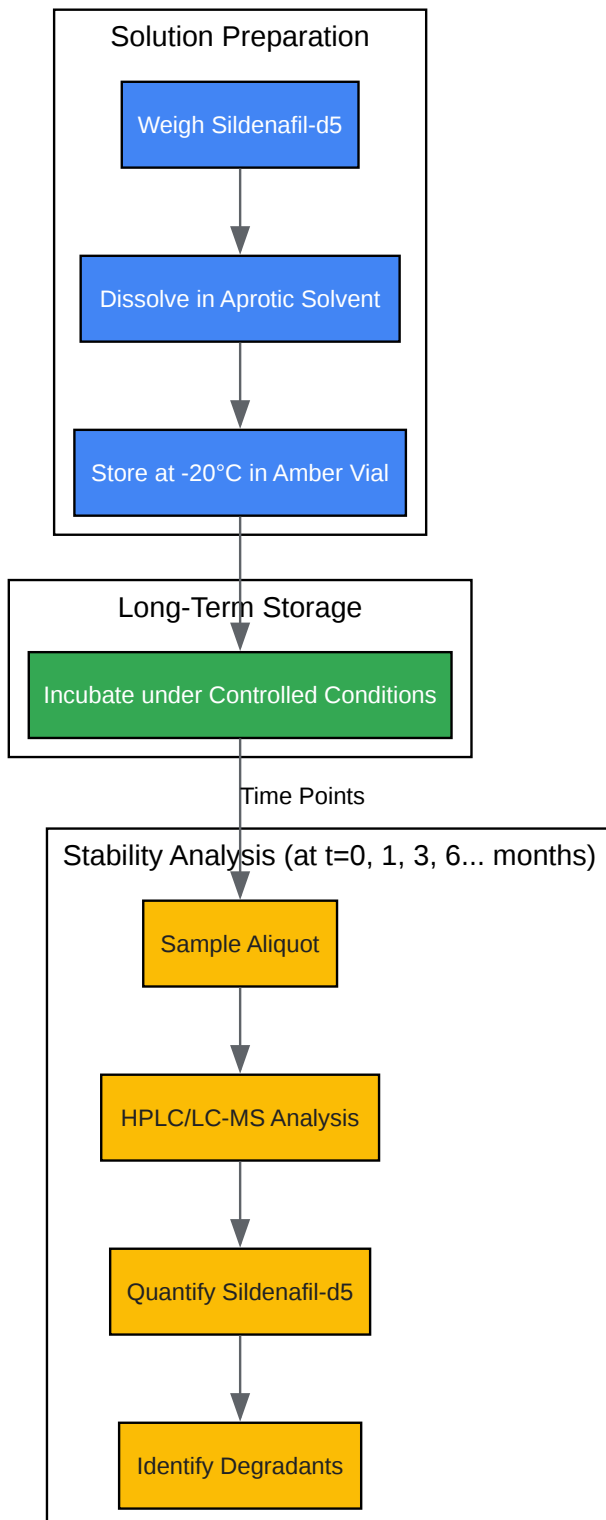 Solution Preparation
Weigh Sildenafil-d5
Dissolve in Aprotic Solvent
Store at -20°C in Amber Vial
Long-Term Storage
Incubate under Controlled Conditions
Time Points
Stability Analysis (at t=0, 1, 3, 6... months)
Sample Aliquot
HPLC/LC-MS Analysis
Quantify Sildenafil-d5
Identify Degradants